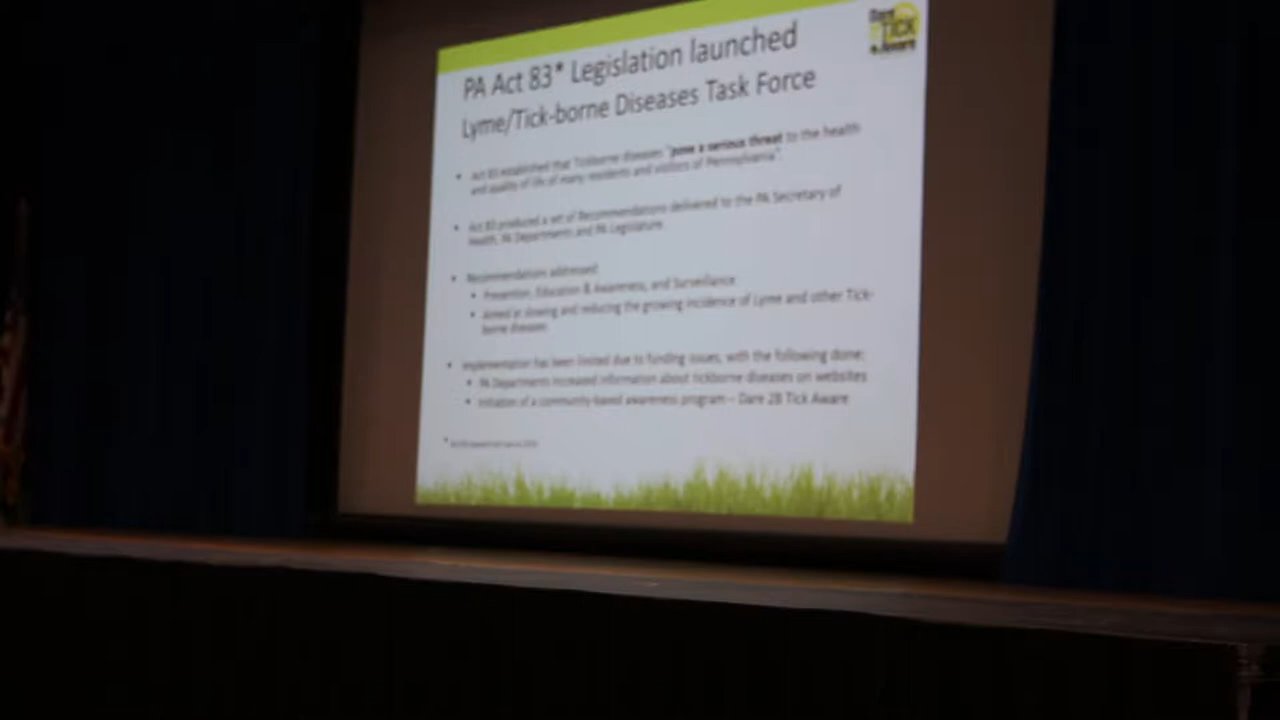 Dare
2B TICK
Aware
PA Act 83* Legislation launched
Lyme/Tick-borne Diseases Task Force
• Act 83 established that Tickborne diseases "pose a serious threat to the health
and quality of life of many residents and visitors of Pennsylvania".
• Act 83 produced a set of Recommendations delivered to the PA Secretary of
Health, PA Departments and PA Legislature.
• Recommendations addressed
• Prevention, Education & Awareness, and Surveillance
• Aimed at slowing and reducing the growing incidence of Lyme and other Tick-
borne diseases
• Implementation has been limited due to funding issues, with the following done:
• PA Departments increased information about tickborne diseases on websites
• Initiation of a community-based awareness program – Dare 2B Tick Aware
*